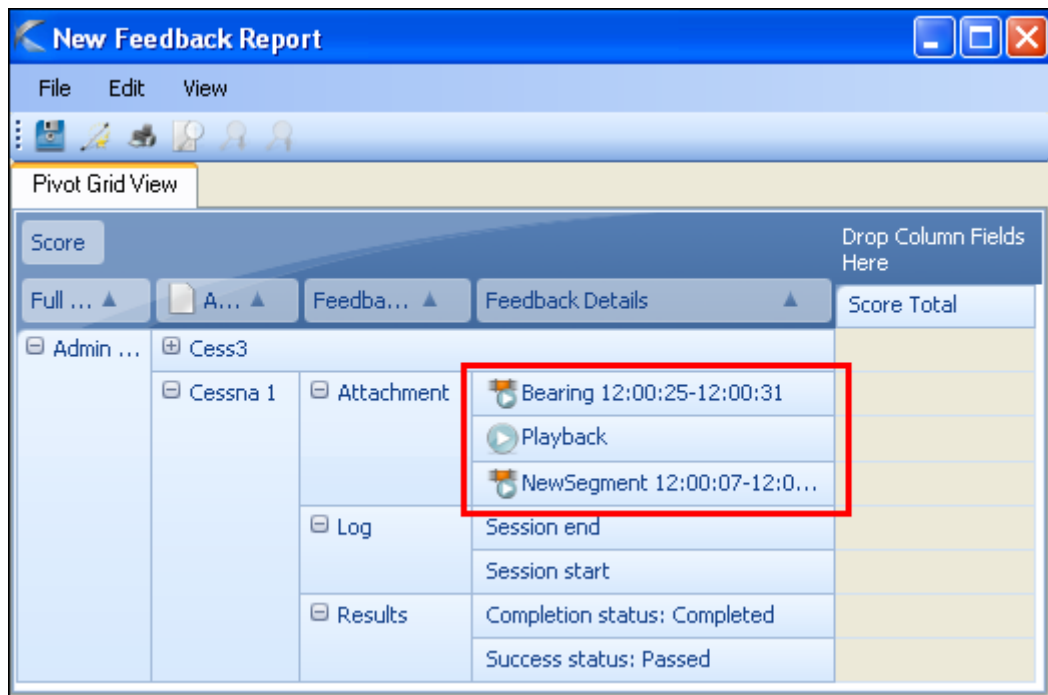 New Feedback Report
File Edit View
Pivot Grid View
Score
Drop Column Fields
Here
Full ... A... Feedba... Feedback Details Score Total
Admin ... Cess3
Cessna 1 Attachment Bearing 12:00:25-12:00:31
Playback
NewSegment 12:00:07-12:0...
Log Session end
Session start
Results Completion status: Completed
Success status: Passed